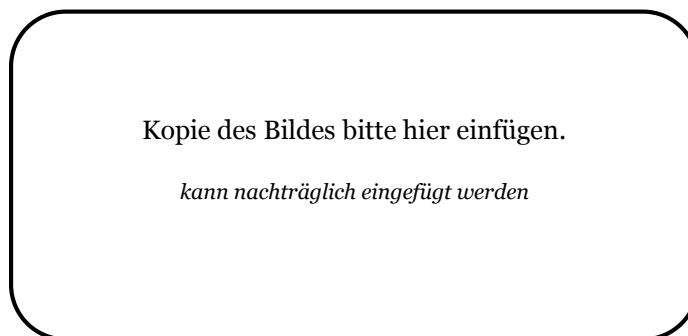 Kopie des Bildes bitte hier einfügen.
kann nachträglich eingefügt werden